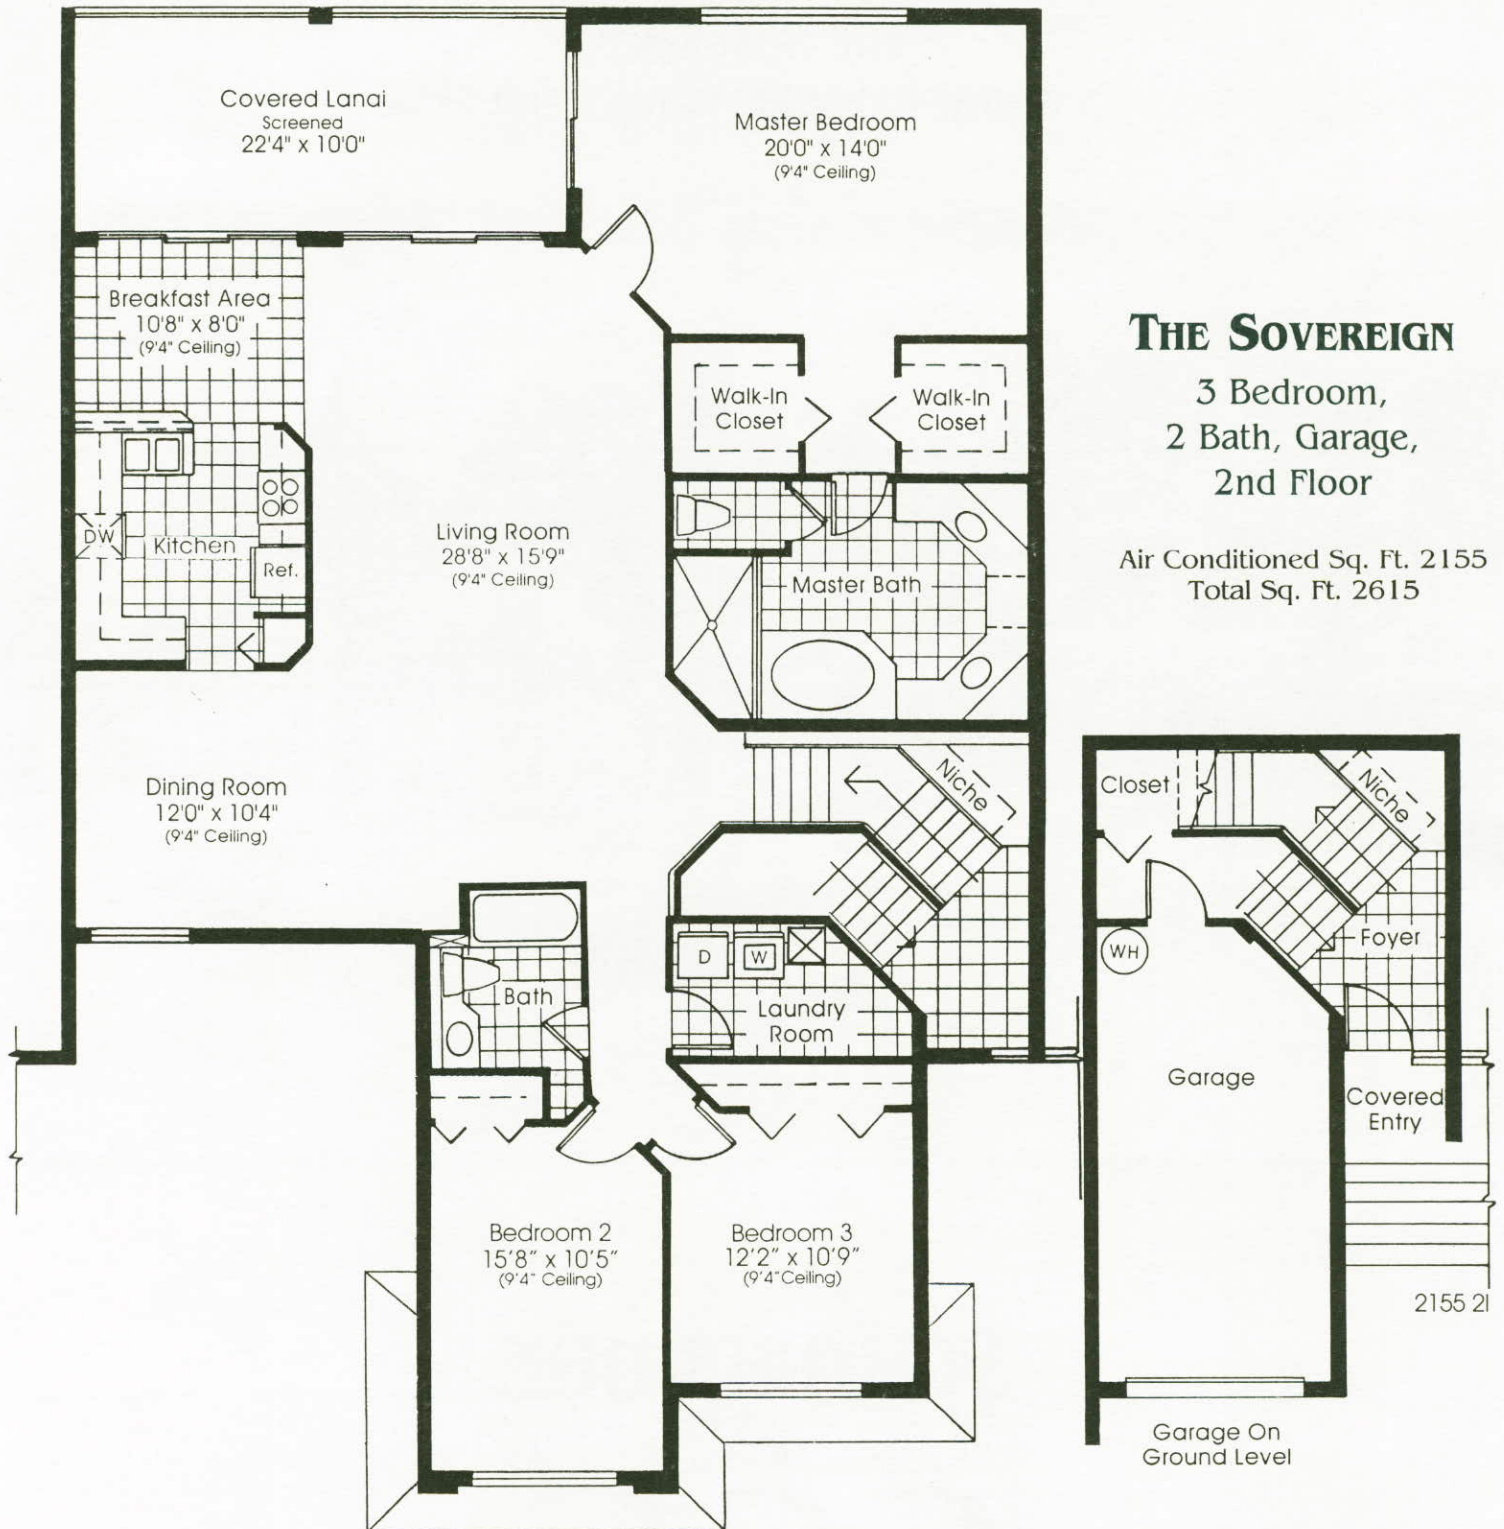 Covered Lanai
Screened
22'4" x 10'0"
Master Bedroom
20'0" x 14'0"
(9'4" Ceiling)
Breakfast Area
10'8" x 8'0"
(9'4" Ceiling)
THE SOVEREIGN
3 Bedroom,
2 Bath, Garage,
2nd Floor
Air Conditioned Sq. Ft. 2155
Total Sq. Ft. 2615
Walk-In
Closet
Walk-In
Closet
DW
Kitchen
Ref.
Living Room
28'8" x 15'9"
(9'4" Ceiling)
Master Bath
Dining Room
12'0" x 10'4"
(9'4" Ceiling)
Niche
Closet
Niche
Foyer
WH
D
W
Bath
Laundry
Room
Garage
Covered
Entry
Bedroom 2
15'8" x 10'5"
(9'4" Ceiling)
Bedroom 3
12'2" x 10'9"
(9'4" Ceiling)
2155 2I
Garage On
Ground Level